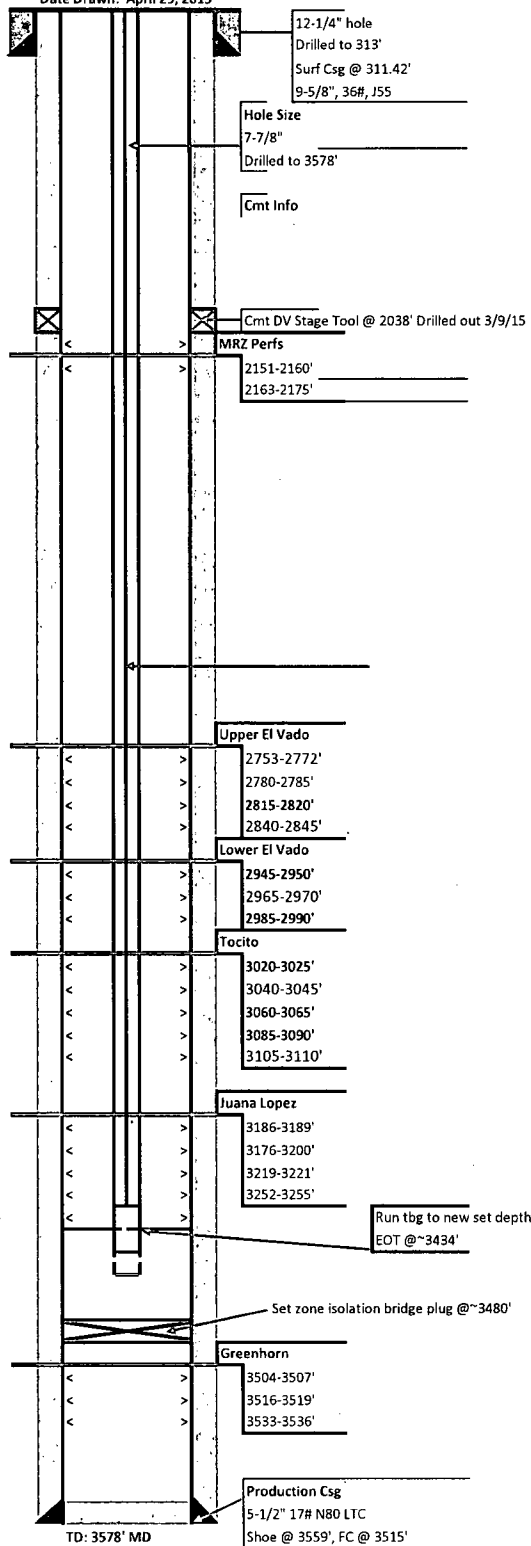 Date Drawn: April 29, 2015
12-1/4" hole
Drilled to 313'
Surf Csg @ 311.42'
9-5/8", 36#, J55
Hole Size
7-7/8"
Drilled to 3578'
Cmt Info
Cmt DV Stage Tool @ 2038' Drilled out 3/9/15
MRZ Perfs
2151-2160'
2163-2175'
Upper El Vado
2753-2772'
2780-2785'
2815-2820'
2840-2845'
Lower El Vado
2945-2950'
2965-2970'
2985-2990'
Tocito
3020-3025'
3040-3045'
3060-3065'
3085-3090'
3105-3110'
Juana Lopez
3186-3189'
3176-3200'
3219-3221'
3252-3255'
Run tbg to new set depth
EOT @~3434'
Set zone isolation bridge plug @~3480'
Greenhorn
3504-3507'
3516-3519'
3533-3536'
Production Csg
5-1/2" 17# N80 LTC
Shoe @ 3559', FC @ 3515'
TD: 3578' MD